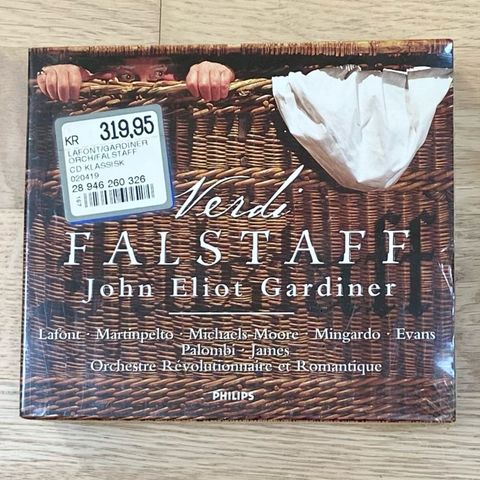 KR 319,95
LAFONT/GARDINER
ORCH/FALSTAFF
CD KLASSISK
020419
28 946 260 326
Verdi
FALSTAFF
John Eliot Gardiner
Lafont · Martinpelto · Michaels-Moore · Mingardo · Evans
Palombi · James
Orchestre Révolutionnaire et Romantique
PHILIPS